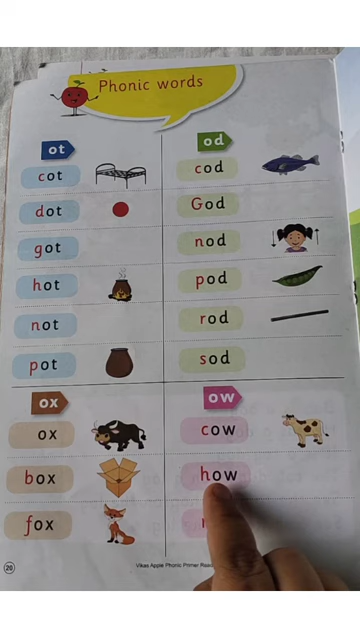 Phonic words
ot
cot
dot
got
hot
not
pot
od
cod
God
nod
pod
rod
sod
ox
ox
box
fox
ow
cow
how
20
Vikas Apple Phonic Primer